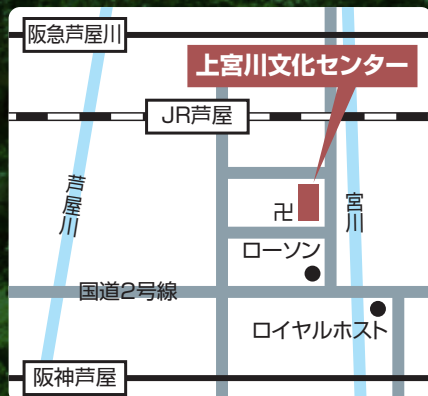 阪急芦屋川
上宮川文化センター
JR芦屋
芦屋川
卍
宮川
ローソン
国道2号線
ロイヤルホスト
阪神芦屋